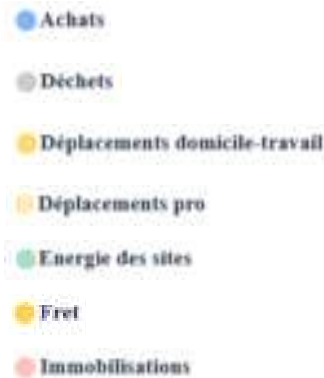 Achats
Déchets
Déplacements domicile-travail
Déplacements pro
Energie des sites
Fret
Immobilisations